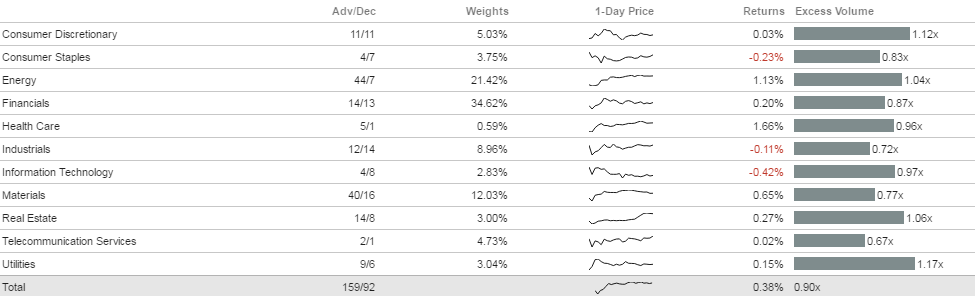 Adv/Dec Weights 1-Day Price Returns Excess Volume
Consumer Discretionary 11/11 5.03% 0.03% 1.12x
Consumer Staples 4/7 3.75% -0.23% 0.83x
Energy 44/7 21.42% 1.13% 1.04x
Financials 14/13 34.62% 0.20% 0.87x
Health Care 5/1 0.59% 1.66% 0.96x
Industrials 12/14 8.96% -0.11% 0.72x
Information Technology 4/8 2.83% -0.42% 0.97x
Materials 40/16 12.03% 0.65% 0.77x
Real Estate 14/8 3.00% 0.27% 1.06x
Telecommunication Services 2/1 4.73% 0.02% 0.67x
Utilities 9/6 3.04% 0.15% 1.17x
Total 159/92 0.38% 0.90x